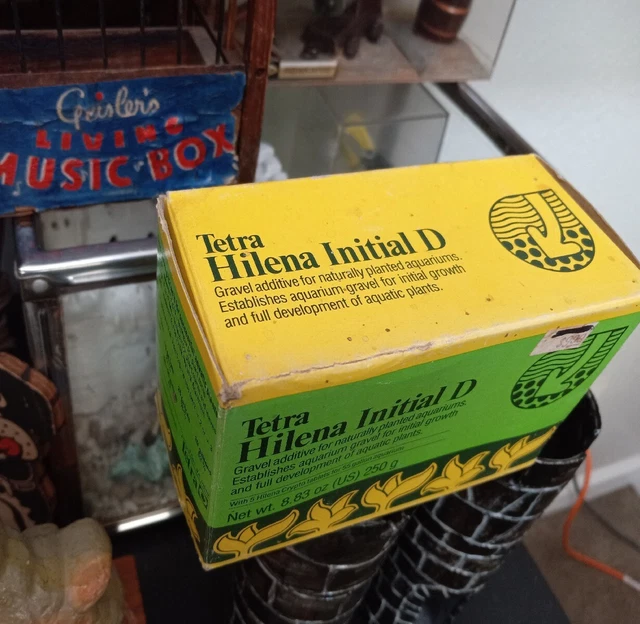 Geisler's
LIVING
MUSIC BOX
Tetra
Hilena Initial D
Gravel additive for naturally planted aquariums.
Establishes aquarium-gravel for initial growth
and full development of aquatic plants.
Tetra
Hilena Initial D
Gravel additive for naturally planted aquariums.
Establishes aquarium gravel for initial growth
and full development of aquatic plants.
Net wt. 8.83 oz (US) 250 g